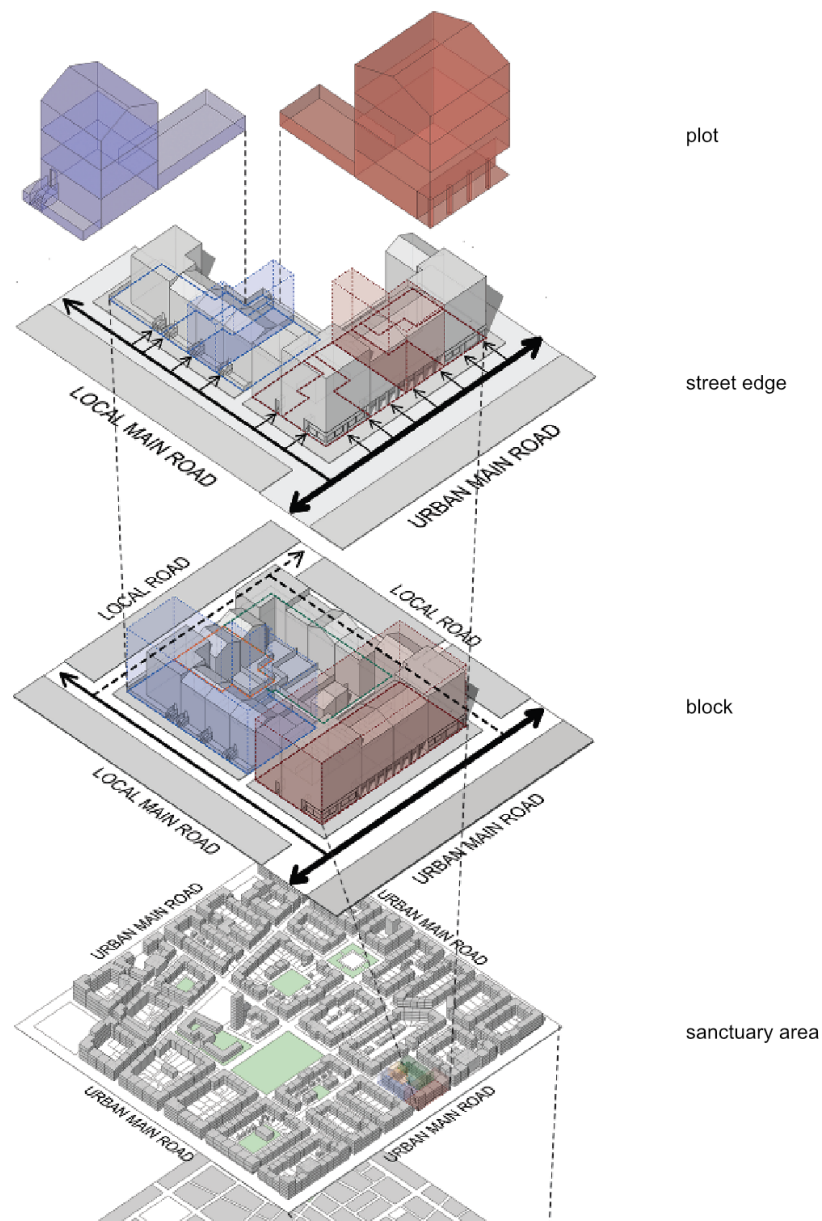 plot
street edge
LOCAL MAIN ROAD
URBAN MAIN ROAD
LOCAL ROAD
LOCAL ROAD
block
LOCAL MAIN ROAD
URBAN MAIN ROAD
URBAN MAIN ROAD
URBAN MAIN ROAD
sanctuary area
URBAN MAIN ROAD
URBAN MAIN ROAD